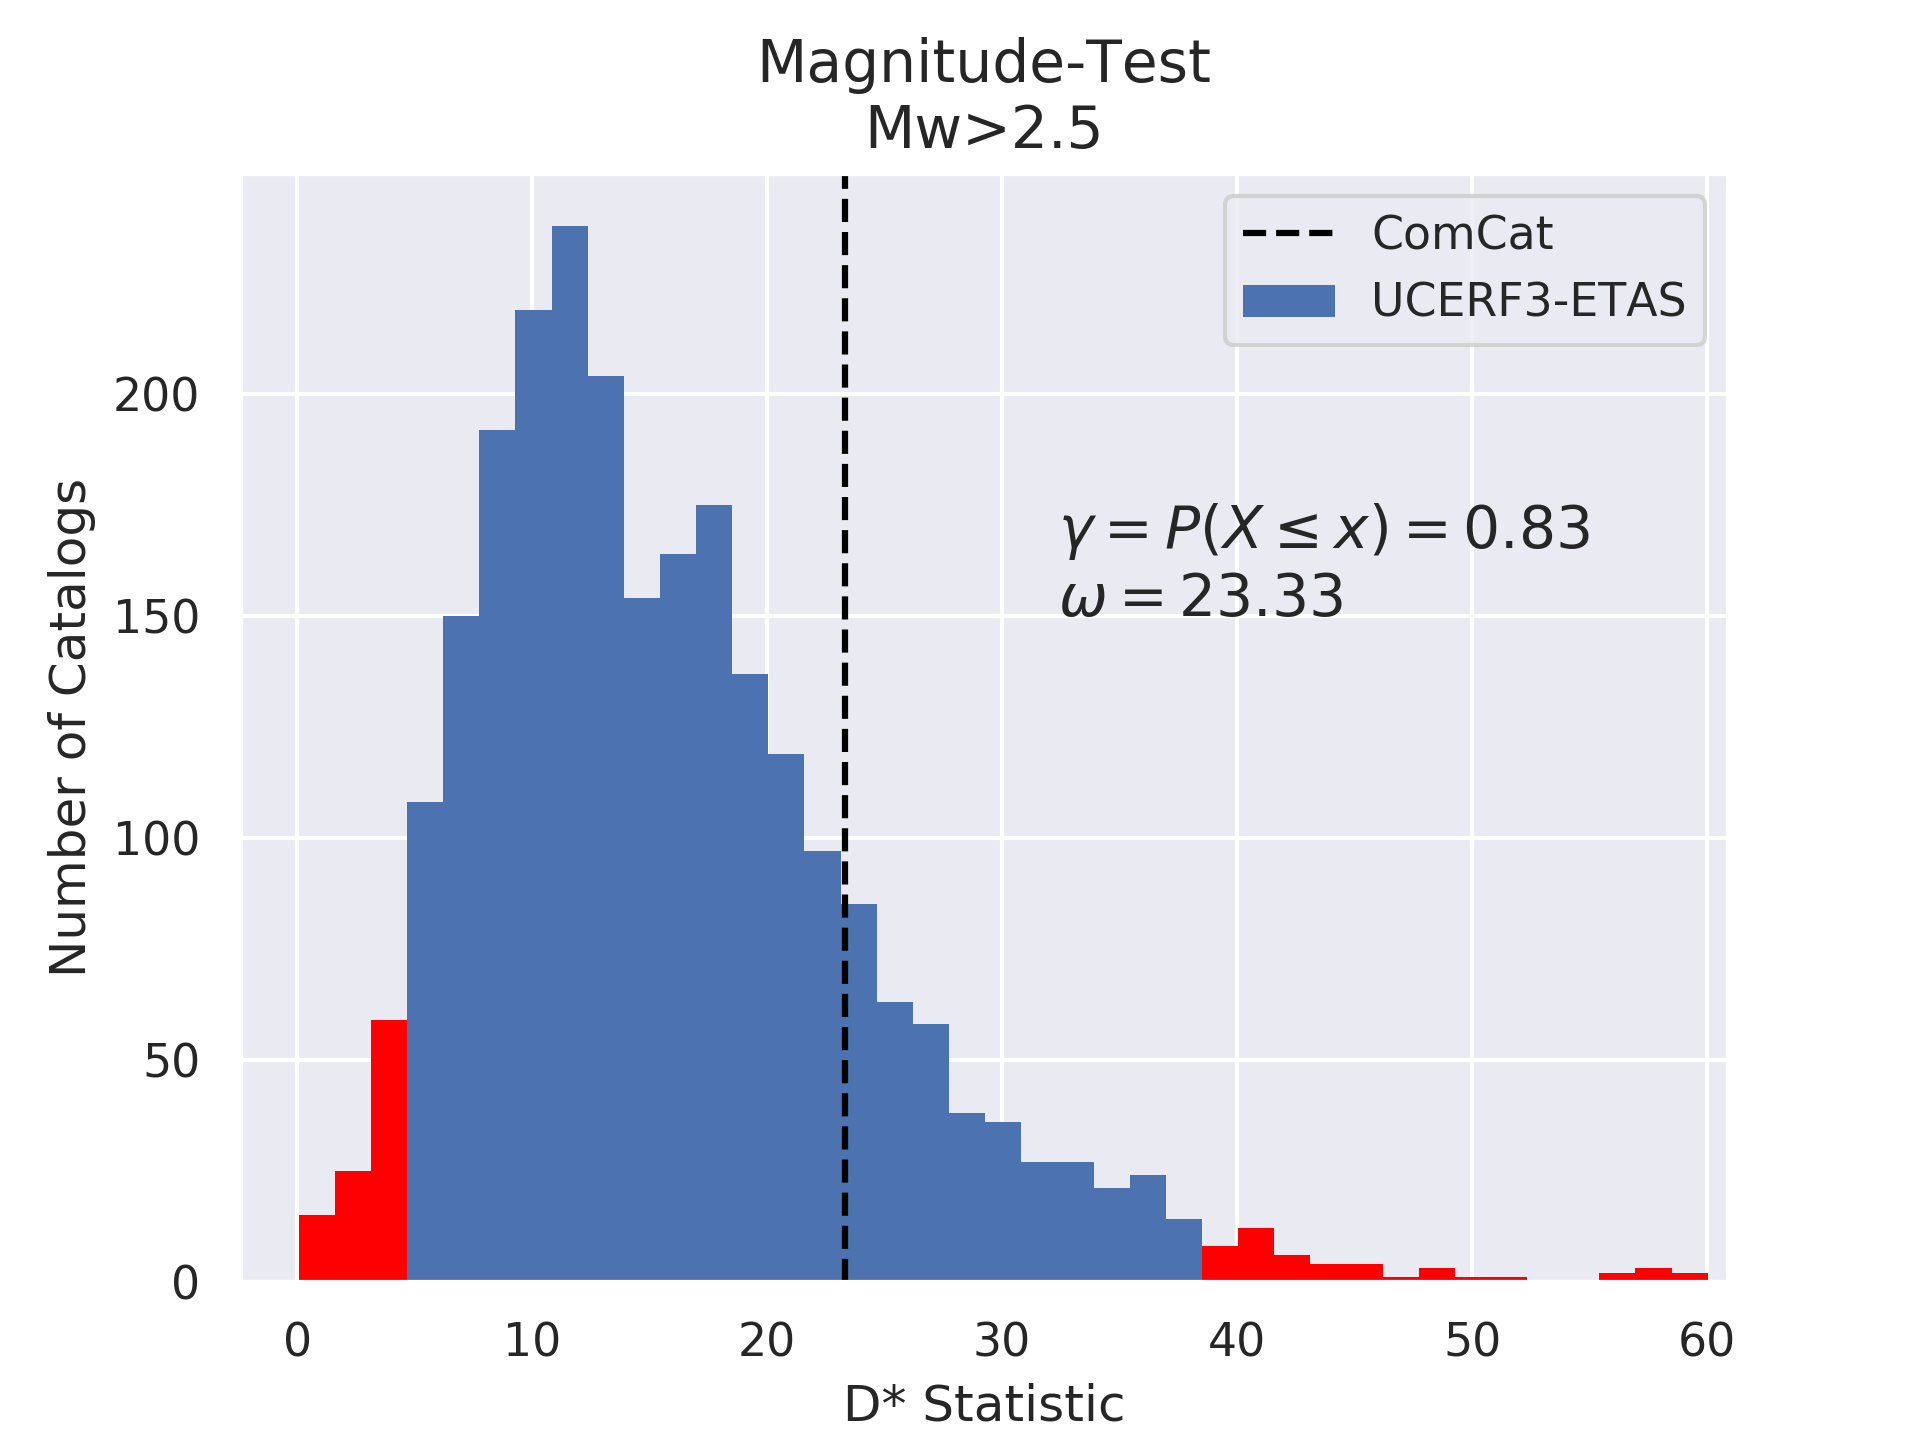 Magnitude-Test
Mw>2.5
ComCat
UCERF3-ETAS
γ = P(X ≤ x) = 0.83
ω = 23.33
Number of Catalogs
200
150
100
50
0
0 10 20 30 40 50 60
D* Statistic